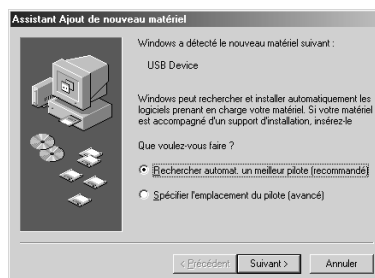 Assistant Ajout de nouveau matériel
Windows a détecté le nouveau matériel suivant :
USB Device
Windows peut rechercher et installer automatiquement les
logiciels prenant en charge votre matériel. Si votre matériel
est accompagné d'un support d'installation, insérez-le
Que voulez-vous faire ?
Rechercher automat. un meilleur pilote (recommandé)
Spécifier l'emplacement du pilote (avancé)
< Précédent
Suivant >
Annuler